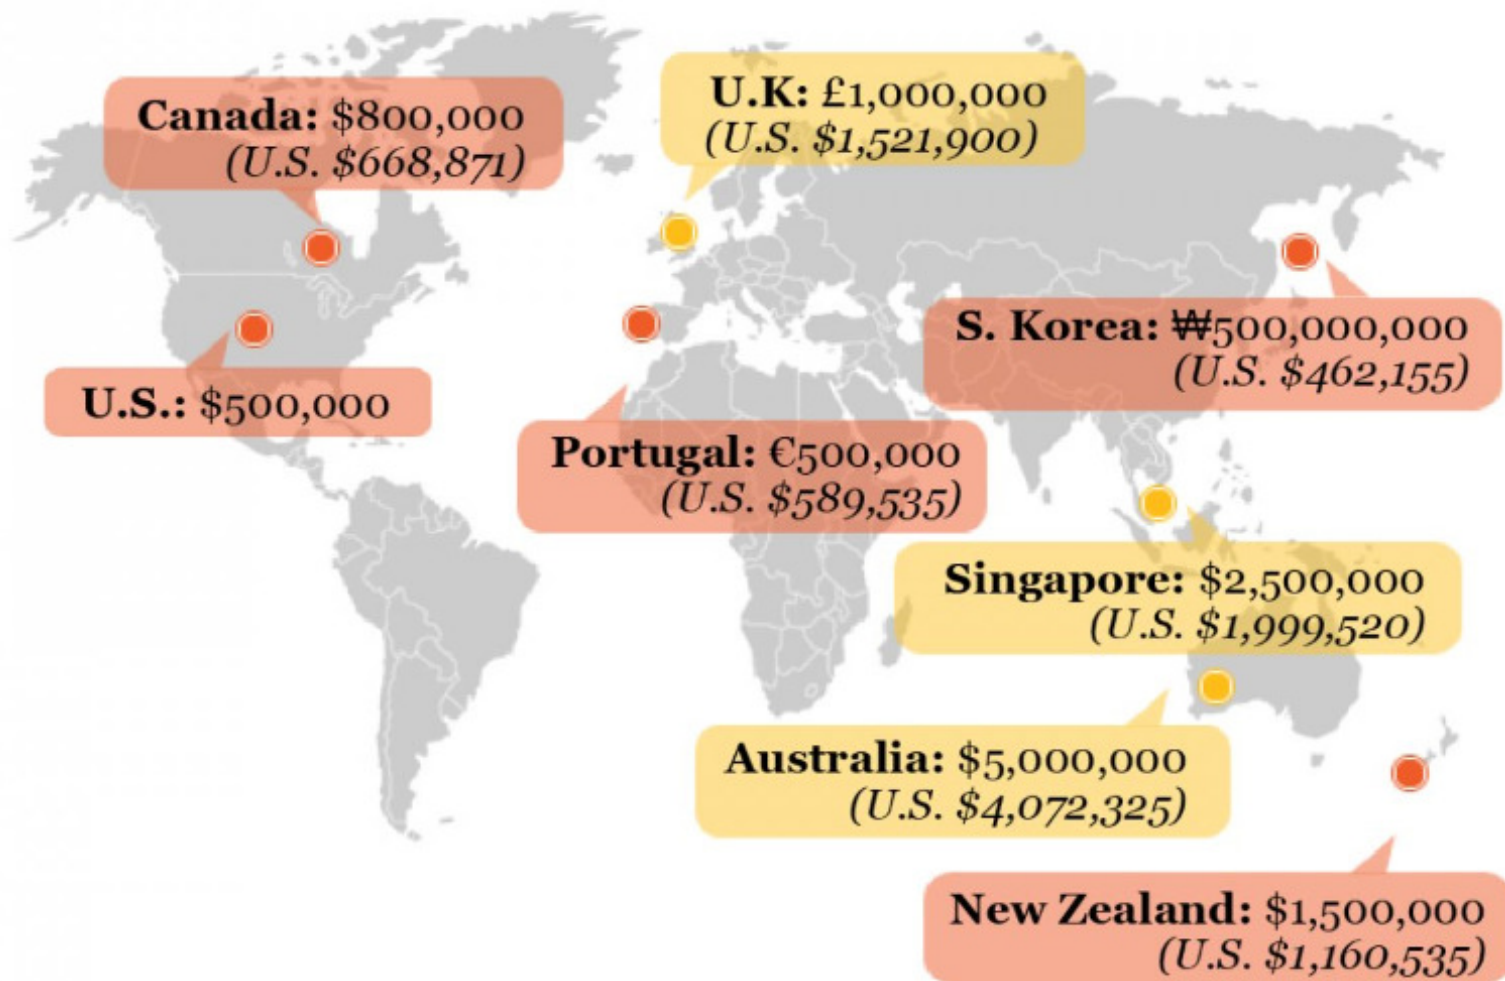 Canada: $800,000
(U.S. $668,871)
U.K: £1,000,000
(U.S. $1,521,900)
S. Korea: ₩500,000,000
(U.S. $462,155)
U.S.: $500,000
Portugal: €500,000
(U.S. $589,535)
Singapore: $2,500,000
(U.S. $1,999,520)
Australia: $5,000,000
(U.S. $4,072,325)
New Zealand: $1,500,000
(U.S. $1,160,535)